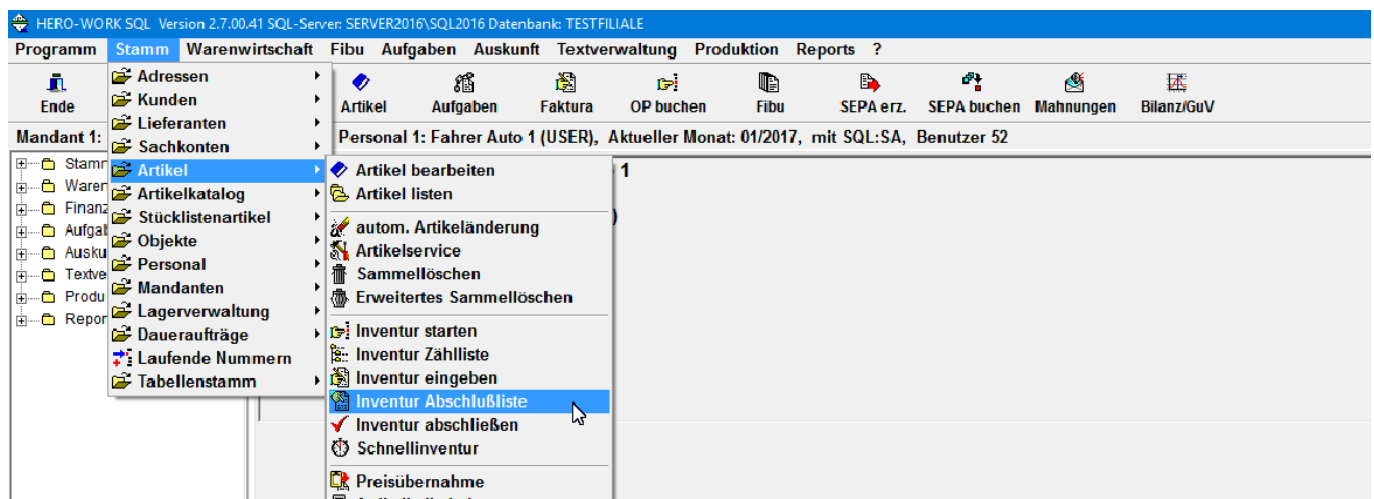 HERO-WORK SQL Version 2.7.00.41 SQL-Server: SERVER2016\SQL2016 Datenbank: TESTFILIALE
Programm Stamm Warenwirtschaft Fibu Aufgaben Auskunft Textverwaltung Produktion Reports ?
Ende Artikel Aufgaben Faktura OP buchen Fibu SEPA erz. SEPA buchen Mahnungen Bilanz/GuV
Mandant 1: Personal 1: Fahrer Auto 1 (USER), Aktueller Monat: 01/2017, mit SQL:SA, Benutzer 52
Adressen
Kunden
Lieferanten
Sachkonten
Artikel
Artikelkatalog
Stücklistenartikel
Objekte
Personal
Mandanten
Lagerverwaltung
Daueraufträge
Laufende Nummern
Tabellenstamm
Artikel bearbeiten
Artikel listen
autom. Artikeländerung
Artikelservice
Sammellöschen
Erweitertes Sammellöschen
Inventur starten
Inventur Zählliste
Inventur eingeben
Inventur Abschlußliste
Inventur abschließen
Schnellinventur
Preisübernahme
1
)